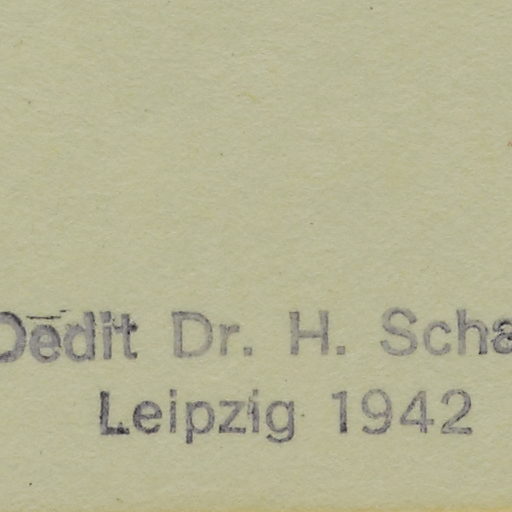 Dedit Dr. H. Scha
Leipzig 1942